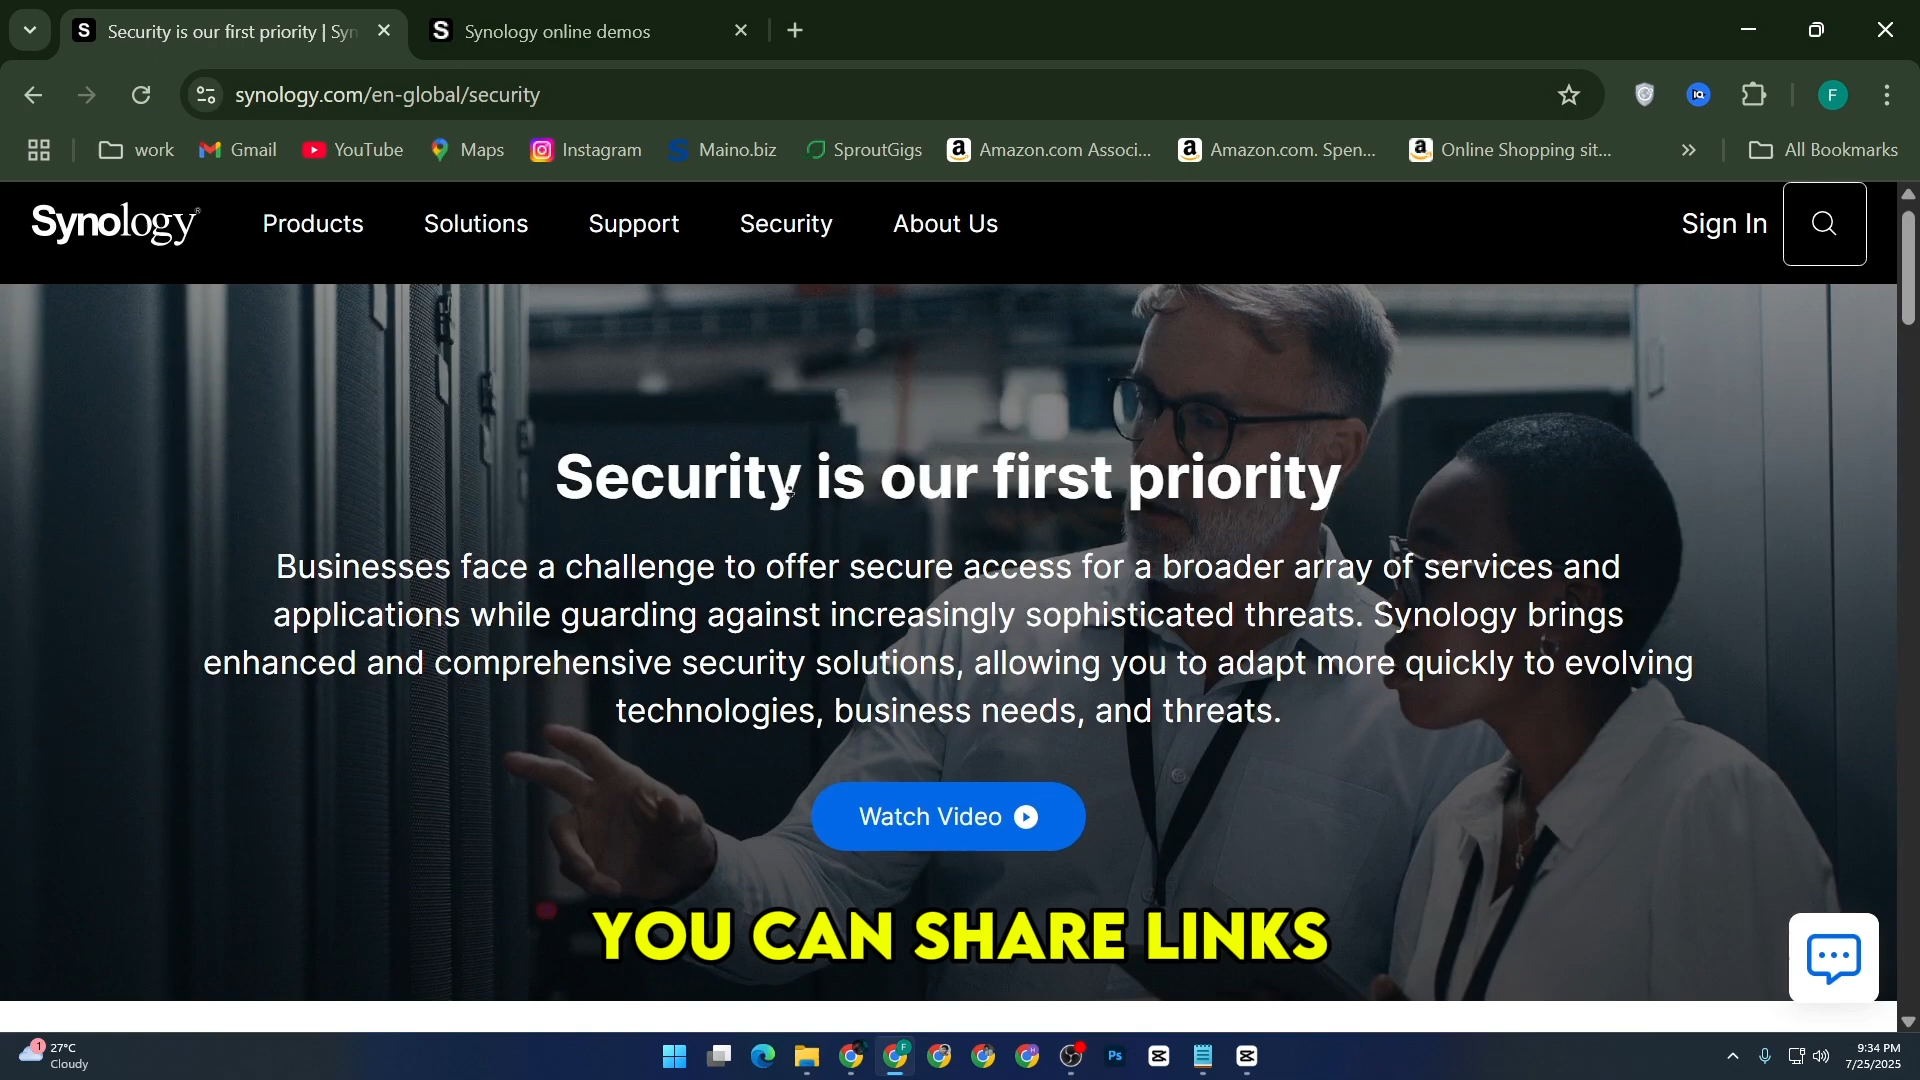 Security is our first priority | Syn
Synology online demos
synology.com/en-global/security
F
work
Gmail
YouTube
Maps
Instagram
Maino.biz
SproutGigs
Amazon.com Associ...
Amazon.com. Spen...
Online Shopping sit...
All Bookmarks
Synology®
Products
Solutions
Support
Security
About Us
Sign In
Security is our first priority
Businesses face a challenge to offer secure access for a broader array of services and
applications while guarding against increasingly sophisticated threats. Synology brings
enhanced and comprehensive security solutions, allowing you to adapt more quickly to evolving
technologies, business needs, and threats.
Watch Video
YOU CAN SHARE LINKS
1
27°C
Cloudy
Ps
9:34 PM
7/25/2025